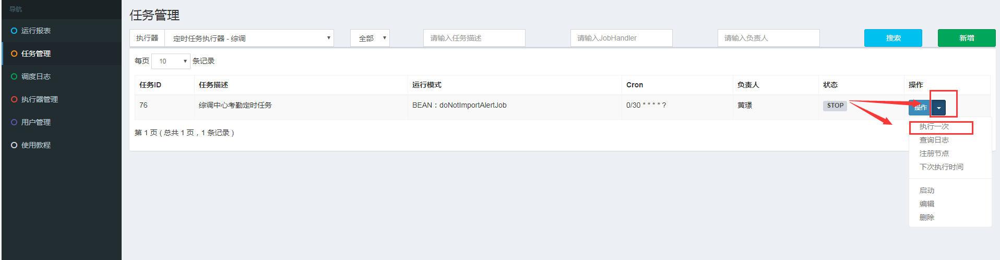 导航
运行报表
任务管理
调度日志
执行器管理
用户管理
使用教程
任务管理
执行器 定时任务执行器 - 综调 全部 请输入任务描述 请输入JobHandler 请输入负责人 搜索 新增
每页 10 条记录
任务ID 任务描述 运行模式 Cron 负责人 状态 操作
76 综调中心考勤定时任务 BEAN：doNotImportAlertJob 0/30 * * * * ? 黄璟 STOP 操作
第 1 页 ( 总共 1 页，1 条记录 )
执行一次
查询日志
注册节点
下次执行时间
启动
编辑
删除